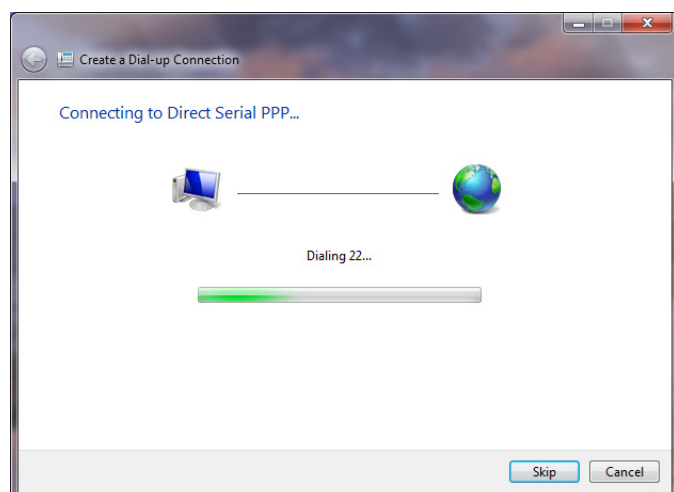 Create a Dial-up Connection
Connecting to Direct Serial PPP...
Dialing 22...
Skip
Cancel